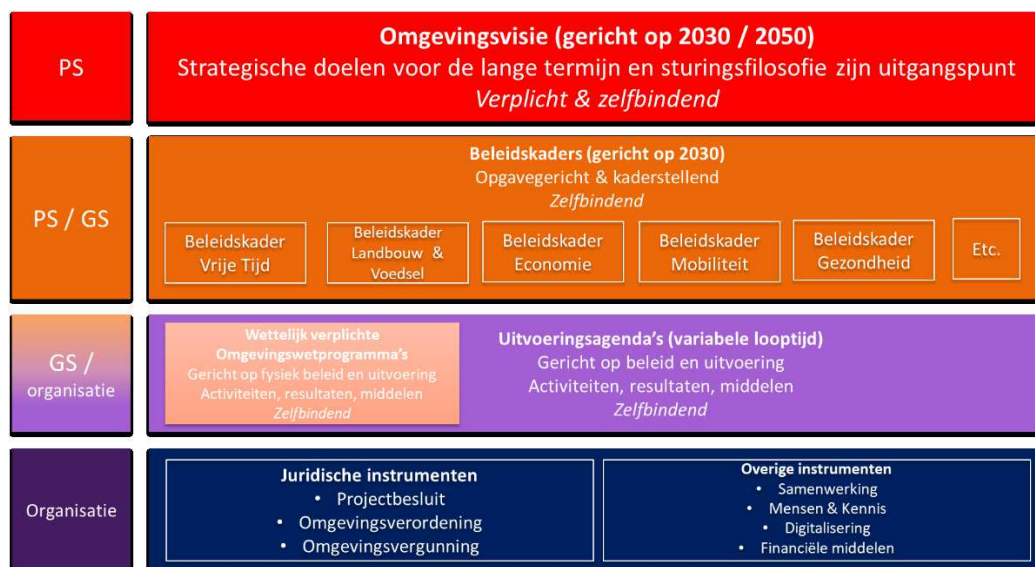 PS
Omgevingsvisie (gericht op 2030 / 2050)
Strategische doelen voor de lange termijn en sturingsfilosofie zijn uitgangspunt
Verplicht & zelfbindend
PS / GS
Beleidskaders (gericht op 2030)
Opgavegericht & kaderstellend
Zelfbindend
Beleidskader
Vrije Tijd
Beleidskader
Landbouw &
Voedsel
Beleidskader
Economie
Beleidskader
Mobiliteit
Beleidskader
Gezondheid
Etc.
GS /
organisatie
Wettelijk verplichte
Omgevingswetprogramma's
Gericht op fysiek beleid en uitvoering
Activiteiten, resultaten, middelen
Zelfbindend
Uitvoeringsagenda's (variabele looptijd)
Gericht op beleid en uitvoering
Activiteiten, resultaten, middelen
Zelfbindend
Organisatie
Juridische instrumenten
• Projectbesluit
• Omgevingsverordening
• Omgevingsvergunning
Overige instrumenten
• Samenwerking
• Mensen & Kennis
• Digitalisering
• Financiële middelen